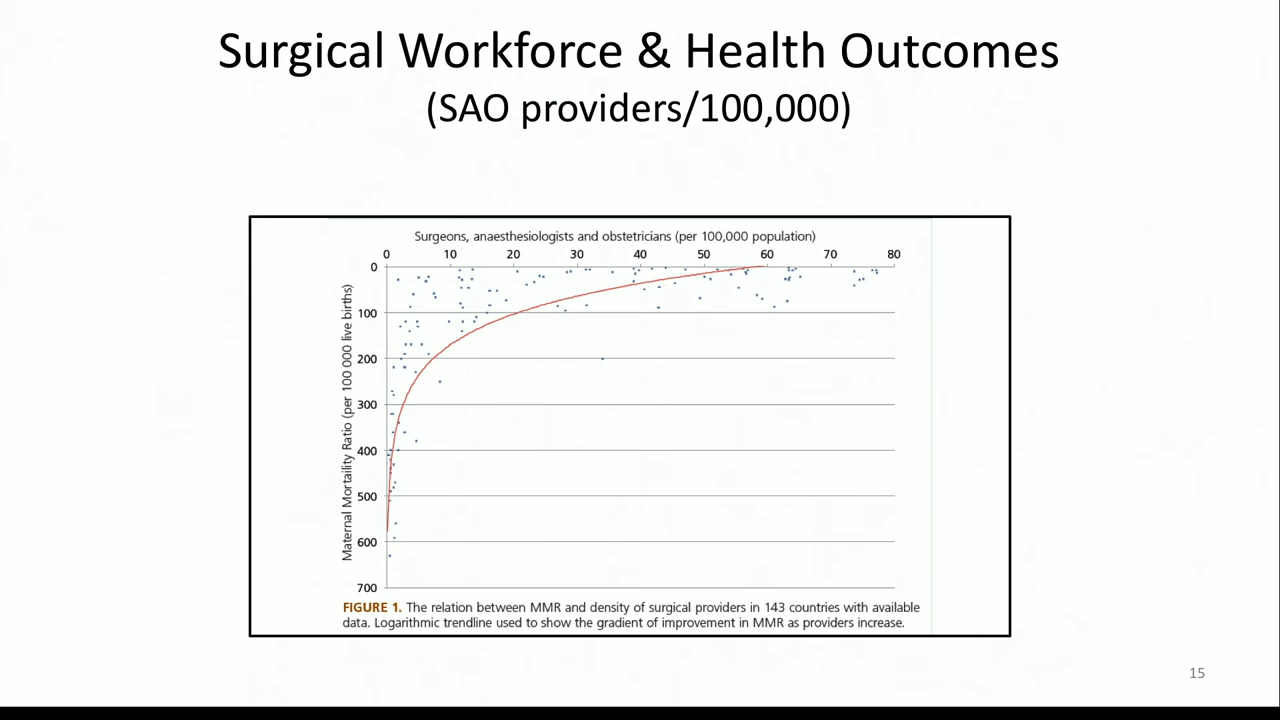 Surgical Workforce & Health Outcomes
(SAO providers/100,000)
Surgeons, anaesthesiologists and obstetricians (per 100,000 population)
0 10 20 30 40 50 60 70 80
Maternal Mortaility Ratio (per 100 000 live births)
0
100
200
300
400
500
600
700
FIGURE 1. The relation between MMR and density of surgical providers in 143 countries with available
data. Logarithmic trendline used to show the gradient of improvement in MMR as providers increase.
15